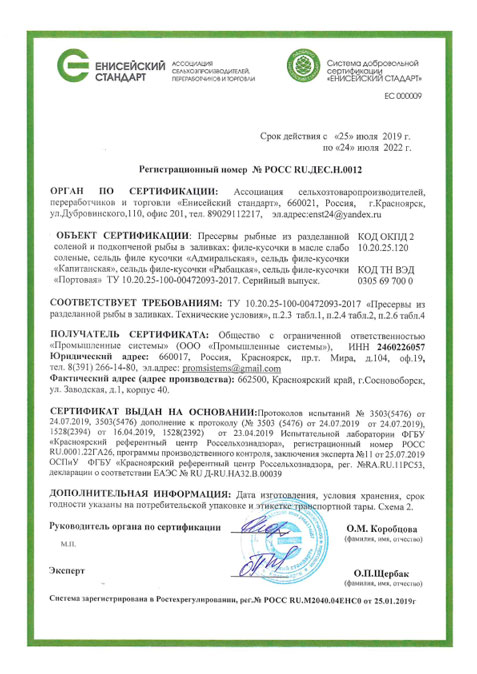 ЕНИСЕЙСКИЙ
СТАНДАРТ
АССОЦИАЦИЯ
СЕЛЬХОЗПРОИЗВОДИТЕЛЕЙ,
ПЕРЕРАБОТЧИКОВ И ТОРГОВЛИ
Система добровольной
сертификации
«ЕНИСЕЙСКИЙ СТАДАРТ»
ЕС 000009
Срок действия с «25» июля 2019 г.
по «24» июля 2022 г.
Регистрационный номер № РОСС RU.ДЕС.Н.0012
ОРГАН ПО СЕРТИФИКАЦИИ: Ассоциация сельхозтоваропроизводителей,
переработчиков и торговли «Енисейский стандарт», 660021, Россия, г.Красноярск,
ул.Дубровинского,110, офис 201, тел. 89029112217, эл.адрес:enst24@yandex.ru
ОБЪЕКТ СЕРТИФИКАЦИИ: Пресервы рыбные из разделанной
соленой и подкопченой рыбы в заливках: филе-кусочки в масле слабо
соленые, сельдь филе кусочки «Адмиральская», сельдь филе-кусочки
«Капитанская», сельдь филе-кусочки «Рыбацкая», сельдь филе-кусочки
«Портовая» ТУ 10.20.25-100-00472093-2017. Серийный выпуск.
КОД ОКПД 2
10.20.25.120
КОД ТН ВЭД
0305 69 700 0
СООТВЕТСТВУЕТ ТРЕБОВАНИЯМ: ТУ 10.20.25-100-00472093-2017 «Пресервы из
разделанной рыбы в заливках. Технические условия», п.2.3 табл.1, п.2.4 табл.2, п.2.6 табл.4
ПОЛУЧАТЕЛЬ СЕРТИФИКАТА: Общество с ограниченной ответственностью
«Промышленные системы» (ООО «Промышленные системы»), ИНН 2460226057
Юридический адрес: 660017, Россия, Красноярск, пр.т. Мира, д.104, оф.19,
тел. 8(391) 266-14-80, эл.адрес: promsistems@gmail.com
Фактический адрес (адрес производства): 662500, Красноярский край, г.Сосновоборск,
ул. Заводская, д.1, корпус 40.
СЕРТИФИКАТ ВЫДАН НА ОСНОВАНИИ:Протоколов испытаний № 3503(5476) от
24.07.2019, 3503(5476) дополнение к протоколу (№ 3503 (5476) от 24.07.2019 от 24.07.2019),
1528(2394) от 16.04.2019, 1528(2392) от 23.04.2019 Испытательной лаборатории ФГБУ
«Красноярский референтный центр Россельхознадзора», регистрационный номер РОСС
RU.0001.22ГА26, программы производственного контроля, заключения эксперта №11 от 25.07.2019
ОСПиУ ФГБУ «Красноярский референтный центр Россельхознадзора, рег. №RA.RU.11РС53,
декларации о соответствии ЕАЭС № RU Д-RU.НА32.В.00039
ДОПОЛНИТЕЛЬНАЯ ИНФОРМАЦИЯ: Дата изготовления, условия хранения, срок
годности указаны на потребительской упаковке и этикетке транспортной тары. Схема 2.
Руководитель органа по сертификации
О.М. Коробцова
(фамилия, имя, отчество)
М.П.
Эксперт
О.П.Щербак
(фамилия, имя, отчество)
Система зарегистрирована в Ростехрегулировании, рег.№ РОСС RU.М2040.04ЕНС0 от 25.01.2019г